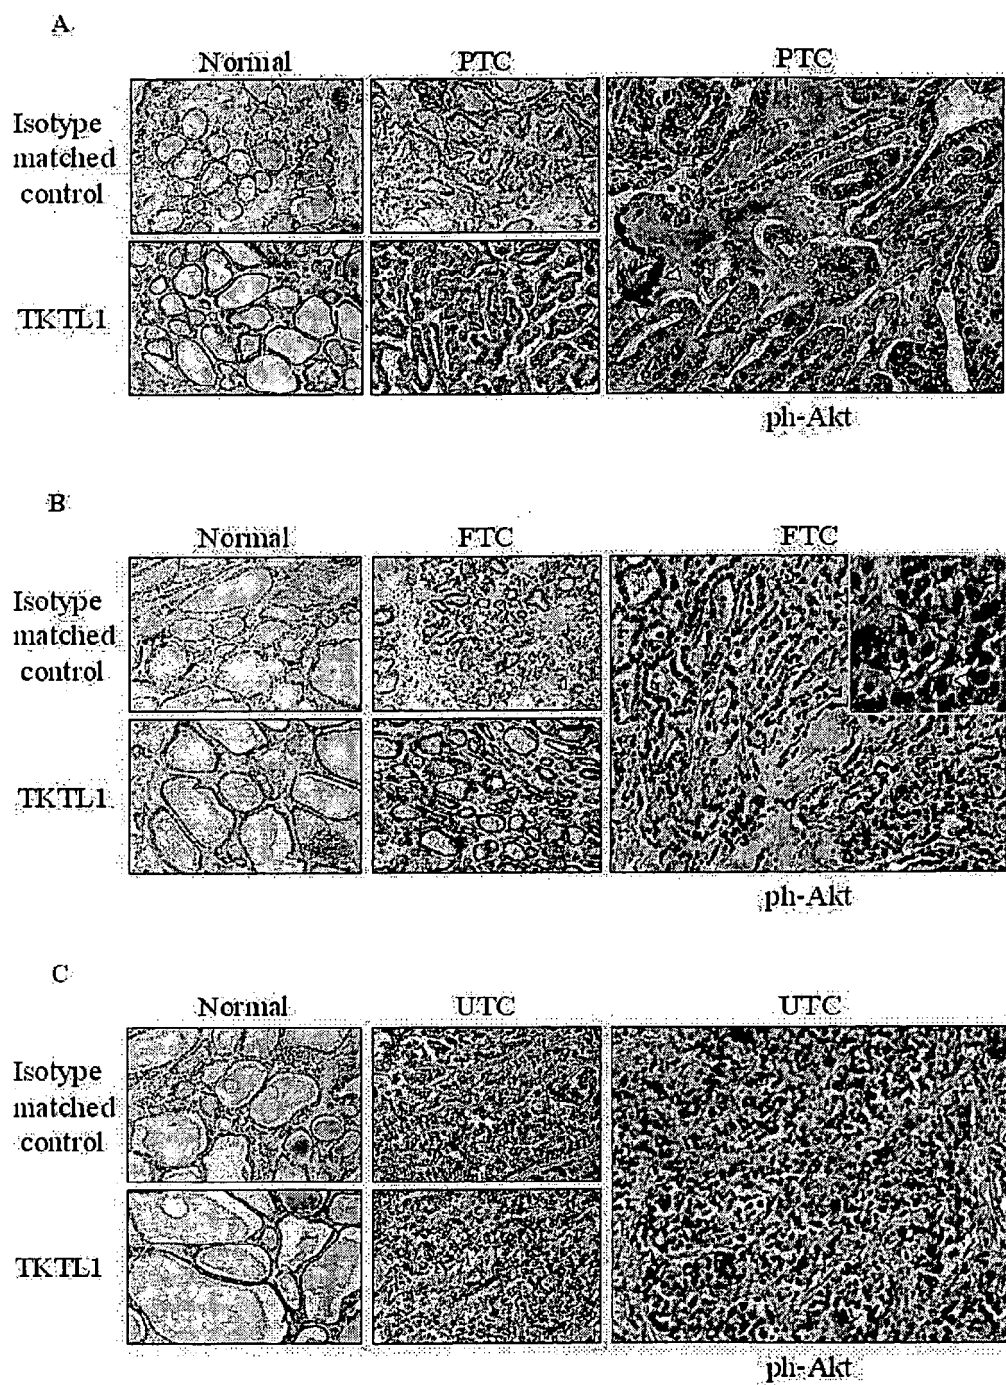 A
Normal PTC PTC
Isotype
matched
control
TKTL1
ph-Akt
B
Normal FTC FTC
Isotype
matched
control
TKTL1
ph-Akt
C
Normal UTC UTC
Isotype
matched
control
TKTL1
ph-Akt